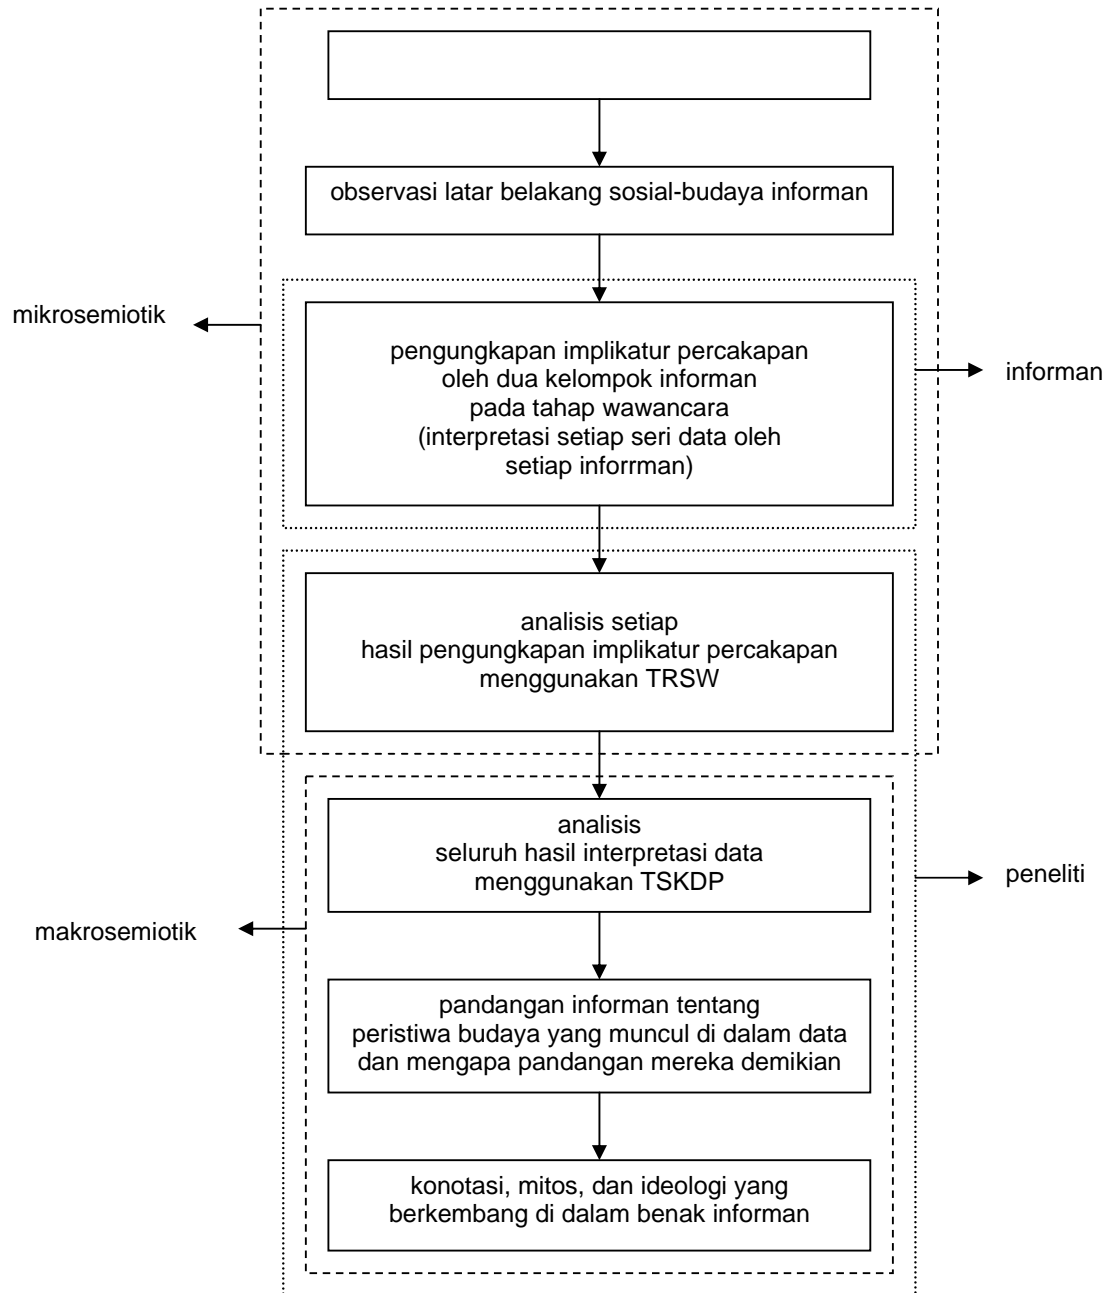 observasi latar belakang sosial-budaya informan
mikrosemiotik
pengungkapan implikatur percakapan
oleh dua kelompok informan
pada tahap wawancara
(interpretasi setiap seri data oleh
setiap inforrman)
informan
analisis setiap
hasil pengungkapan implikatur percakapan
menggunakan TRSW
analisis
seluruh hasil interpretasi data
menggunakan TSKDP
peneliti
makrosemiotik
pandangan informan tentang
peristiwa budaya yang muncul di dalam data
dan mengapa pandangan mereka demikian
konotasi, mitos, dan ideologi yang
berkembang di dalam benak informan